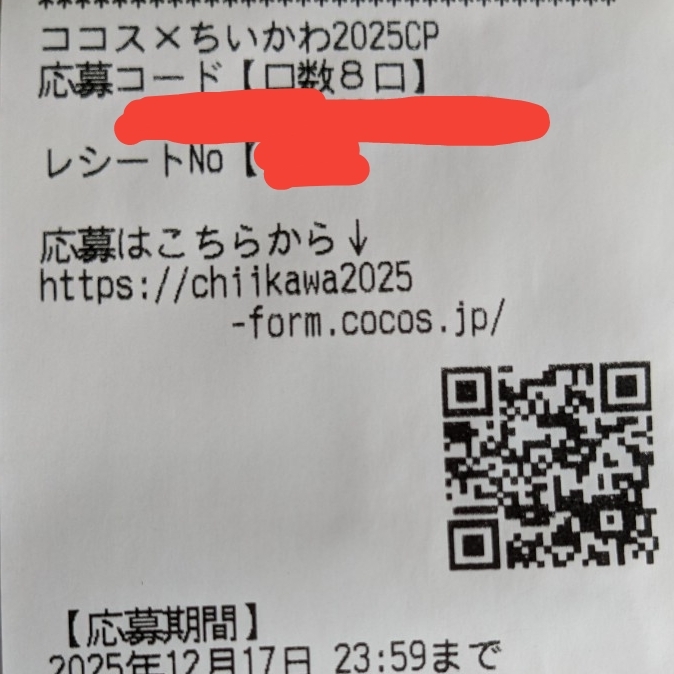 ******************************
ココス×ちいかわ2025CP
応募コード【口数8口】
レシートNo【
応募はこちらから↓
https://chiikawa2025
-form.cocos.jp/
【応募期間】
2025年12月17日 23:59まで